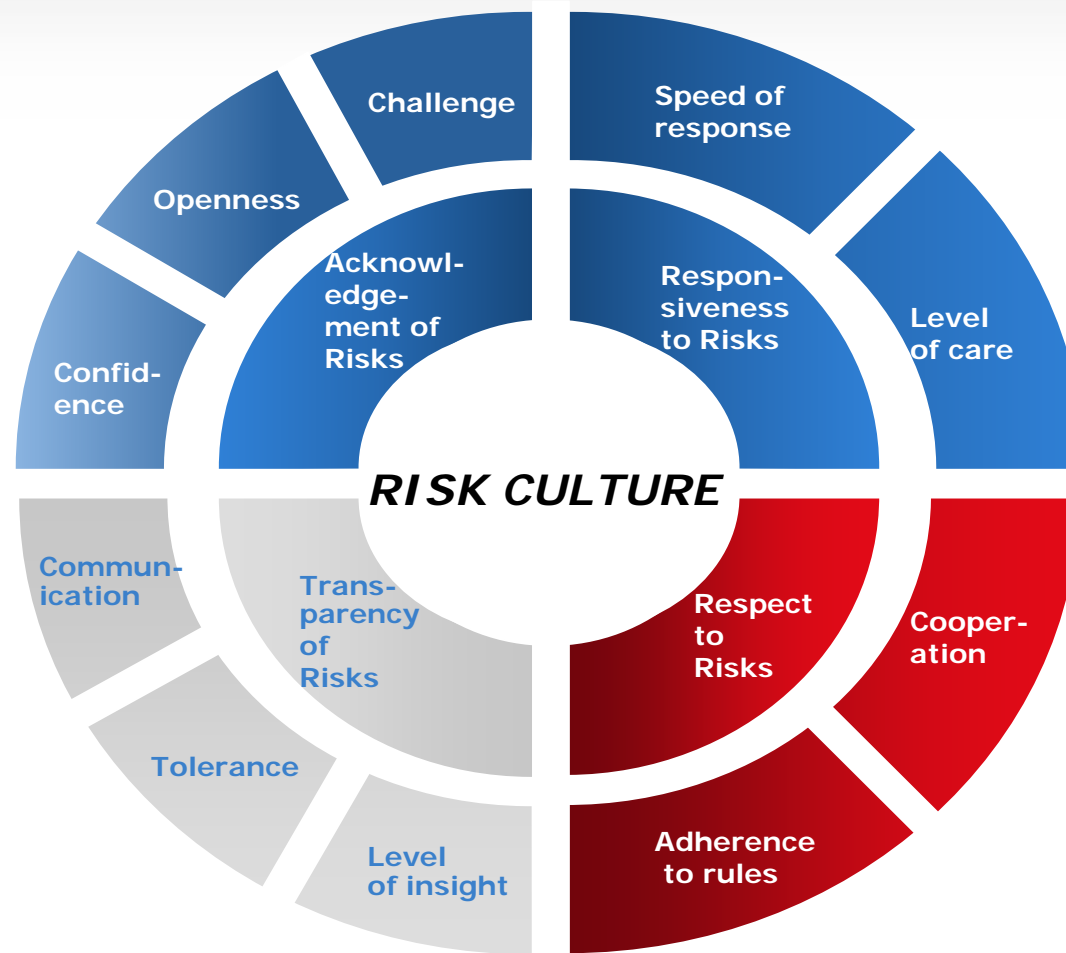 Challenge
Speed of
response
Openness
Acknowl-
edge-
ment of
Risks
Respon-
siveness
to Risks
Level
of care
Confid-
ence
RISK CULTURE
Commun-
ication
Trans-
parency
of
Risks
Respect
to
Risks
Cooper-
ation
Tolerance
Level
of insight
Adherence
to rules